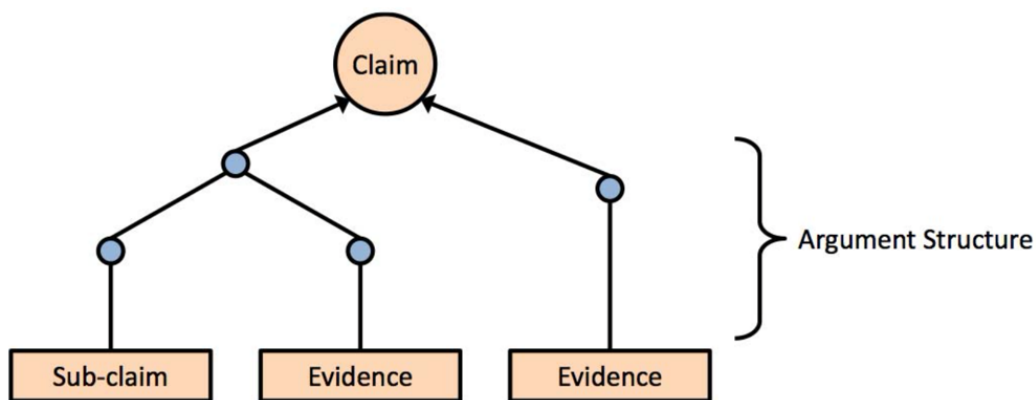 Claim
Argument Structure
Sub-claim
Evidence
Evidence